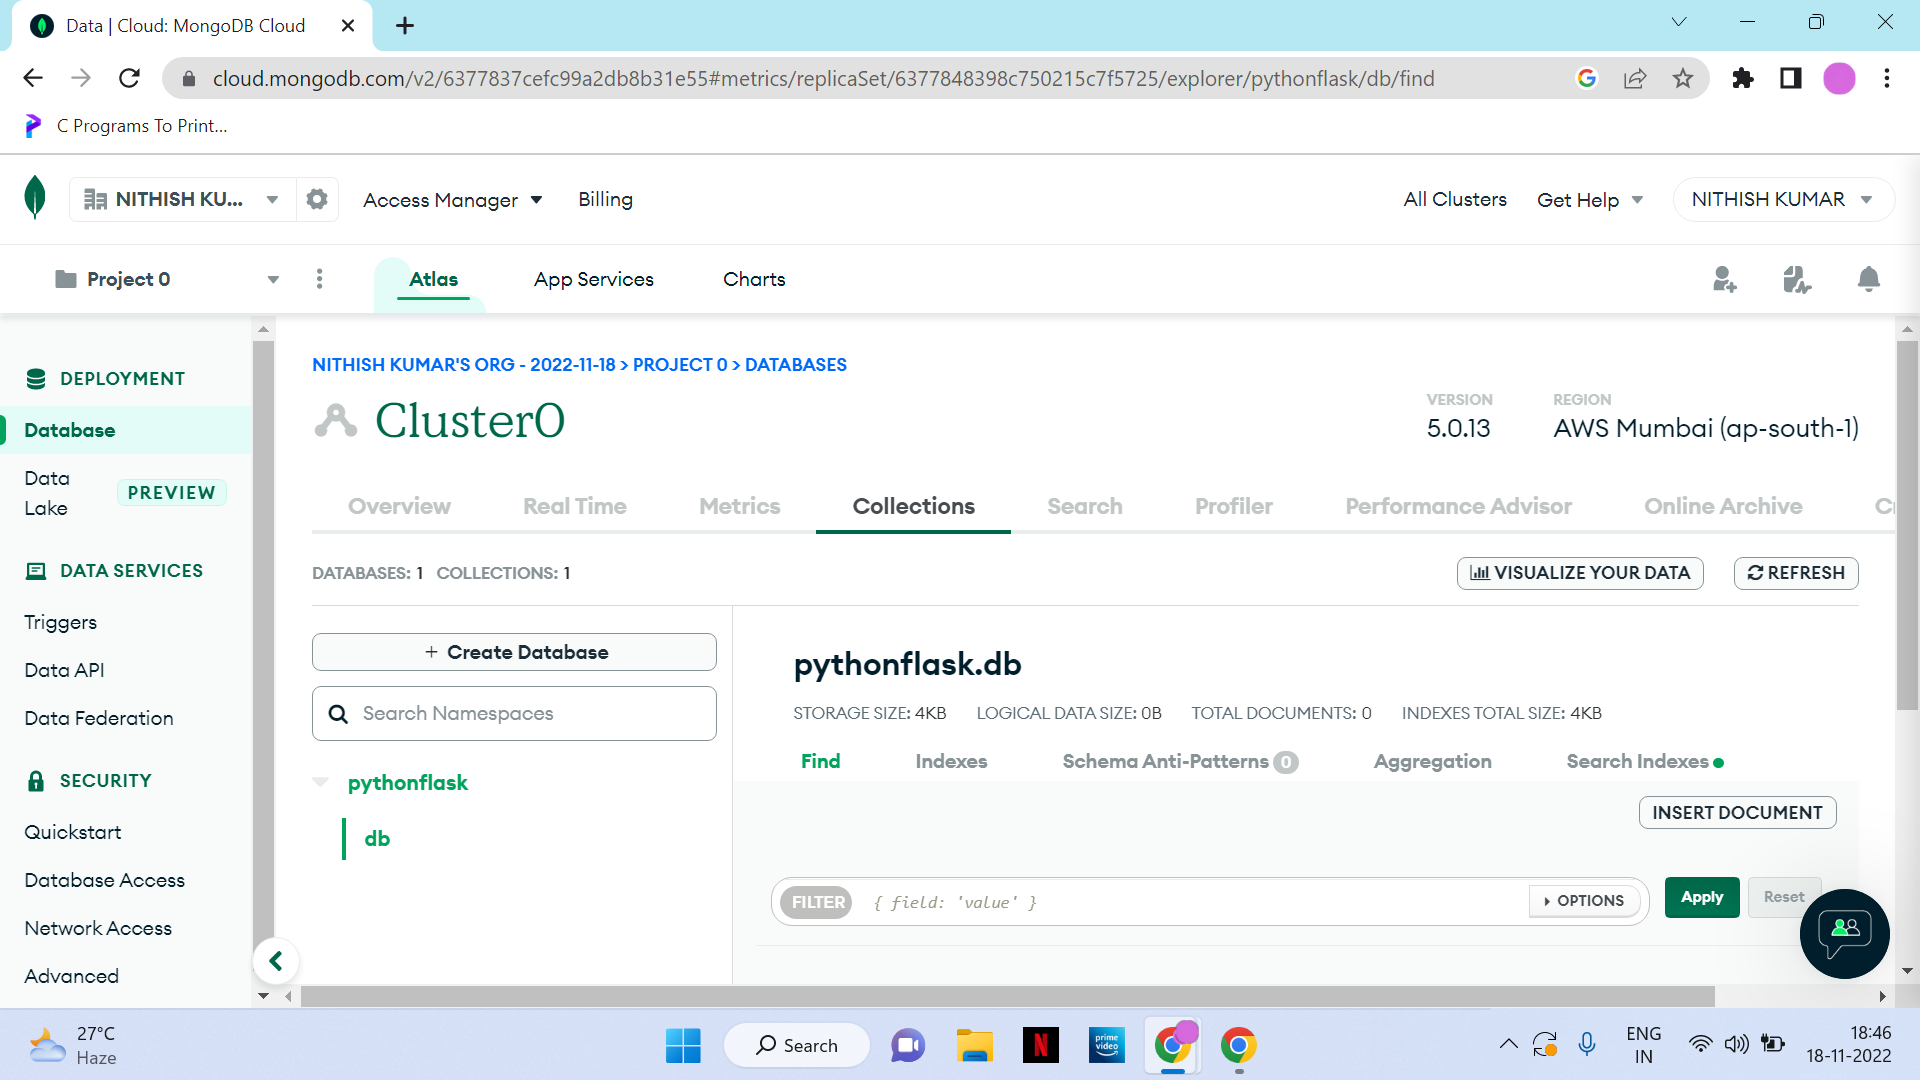 Data | Cloud: MongoDB Cloud
cloud.mongodb.com/v2/6377837cefc99a2db8b31e55#metrics/replicaSet/6377848398c750215c7f5725/explorer/pythonflask/db/find
C Programs To Print...
NITHISH KU... Access Manager Billing All Clusters Get Help NITHISH KUMAR
Project 0 Atlas App Services Charts
DEPLOYMENT
Database
Data Lake PREVIEW
DATA SERVICES
Triggers
Data API
Data Federation
SECURITY
Quickstart
Database Access
Network Access
Advanced
NITHISH KUMAR'S ORG - 2022-11-18 > PROJECT 0 > DATABASES
Cluster0
VERSION
5.0.13
REGION
AWS Mumbai (ap-south-1)
Overview Real Time Metrics Collections Search Profiler Performance Advisor Online Archive
DATABASES: 1 COLLECTIONS: 1 VISUALIZE YOUR DATA REFRESH
+ Create Database
Search Namespaces
pythonflask
db
pythonflask.db
STORAGE SIZE: 4KB LOGICAL DATA SIZE: 0B TOTAL DOCUMENTS: 0 INDEXES TOTAL SIZE: 4KB
Find Indexes Schema Anti-Patterns 0 Aggregation Search Indexes
INSERT DOCUMENT
FILTER { field: 'value' } OPTIONS Apply Reset
27°C
Haze
Search
prime video
ENG
IN
18:46
18-11-2022